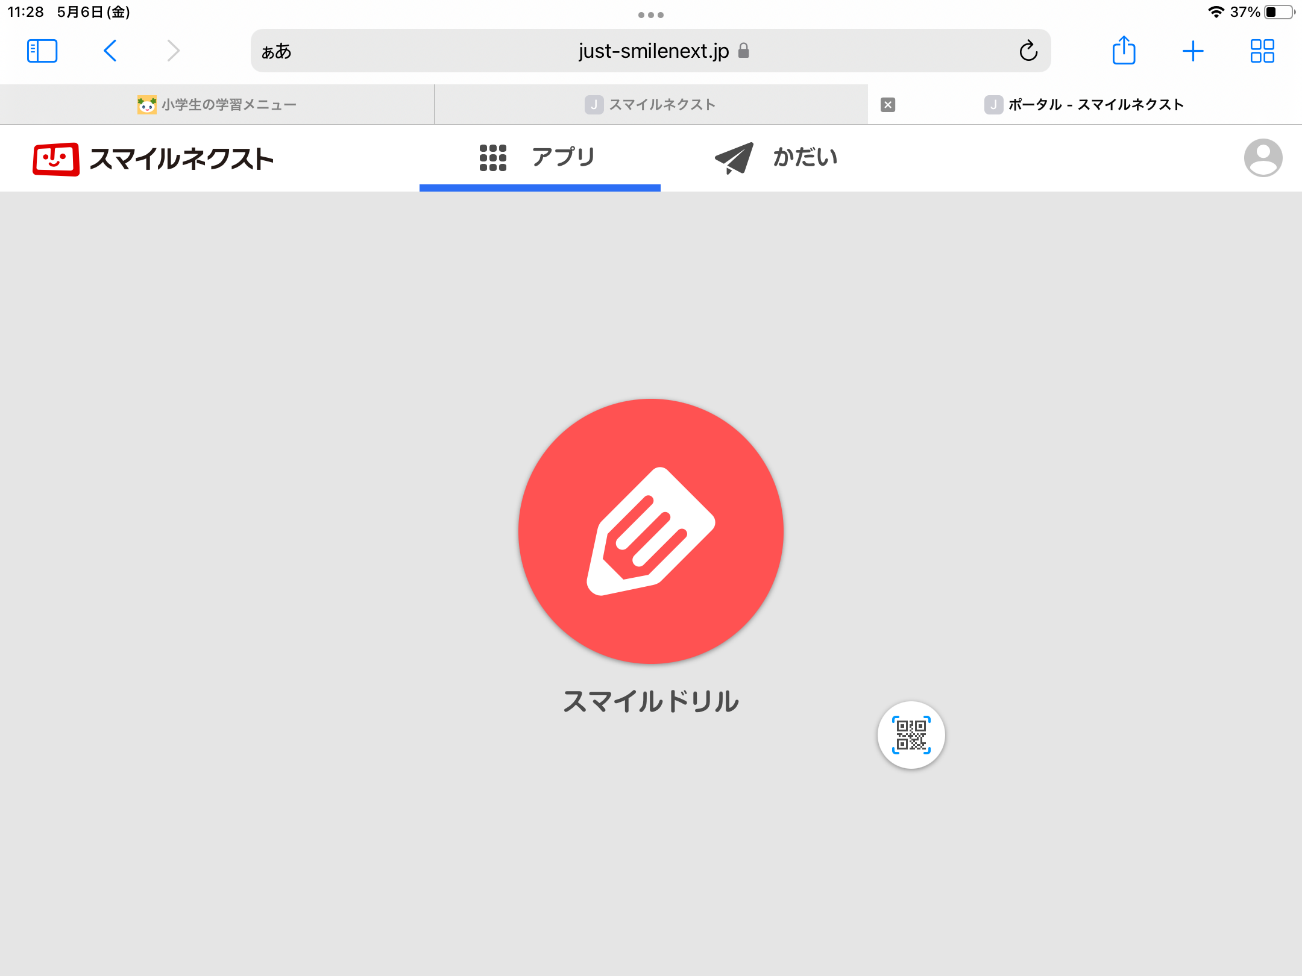 11:28 5月6日(金)
37%
ぁあ
just-smilenext.jp
小学生の学習メニュー
J スマイルネクスト
J ポータル - スマイルネクスト
スマイルネクスト
アプリ
かだい
スマイルドリル